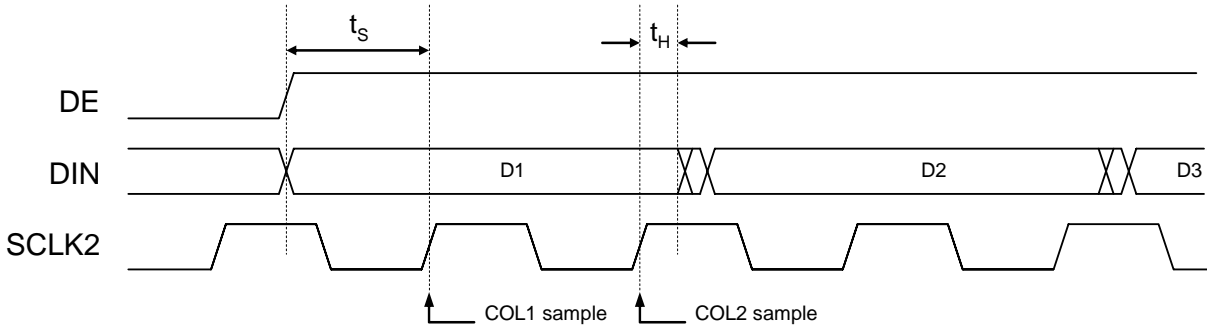 tS
tH
DE
DIN
D1
D2
D3
SCLK2
COL1 sample
COL2 sample